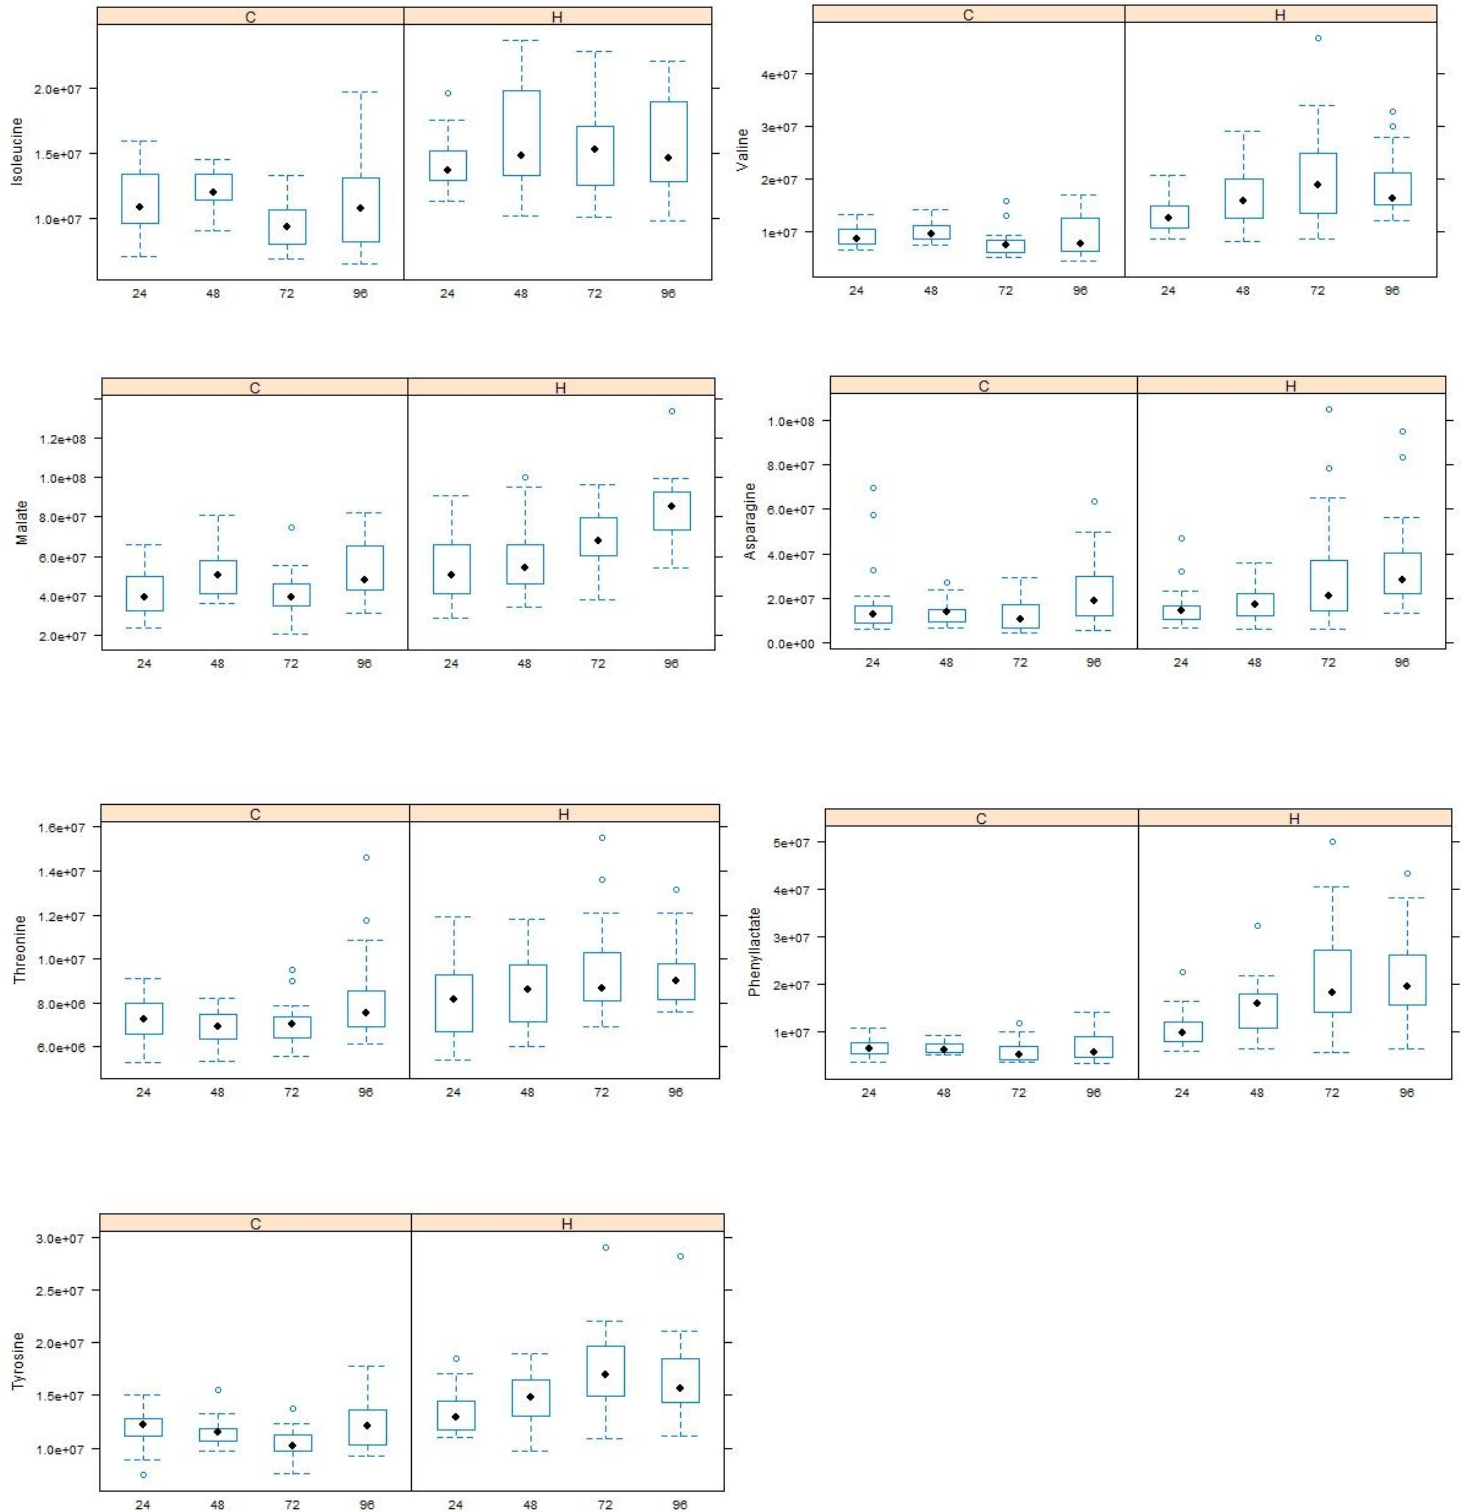 C H
Isoleucine
2.0e+07
1.5e+07
1.0e+07
24 48 72 96 24 48 72 96
C H
Valine
4e+07
3e+07
2e+07
1e+07
24 48 72 96 24 48 72 96
C H
Malate
1.2e+08
1.0e+08
8.0e+07
6.0e+07
4.0e+07
2.0e+07
24 48 72 96 24 48 72 96
C H
Asparagine
1.0e+08
8.0e+07
6.0e+07
4.0e+07
2.0e+07
0.0e+00
24 48 72 96 24 48 72 96
C H
Threonine
1.6e+07
1.4e+07
1.2e+07
1.0e+07
8.0e+06
6.0e+06
24 48 72 96 24 48 72 96
C H
Phenyllactate
5e+07
4e+07
3e+07
2e+07
1e+07
24 48 72 96 24 48 72 96
C H
Tyrosine
3.0e+07
2.5e+07
2.0e+07
1.5e+07
1.0e+07
24 48 72 96 24 48 72 96